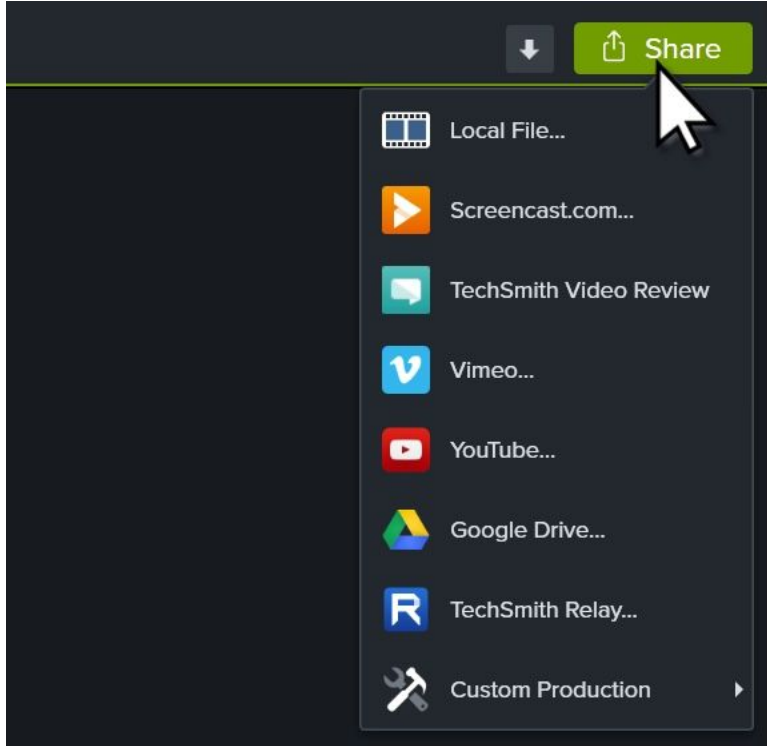 Share
Local File...
Screencast.com...
TechSmith Video Review
Vimeo...
YouTube...
Google Drive...
TechSmith Relay...
Custom Production